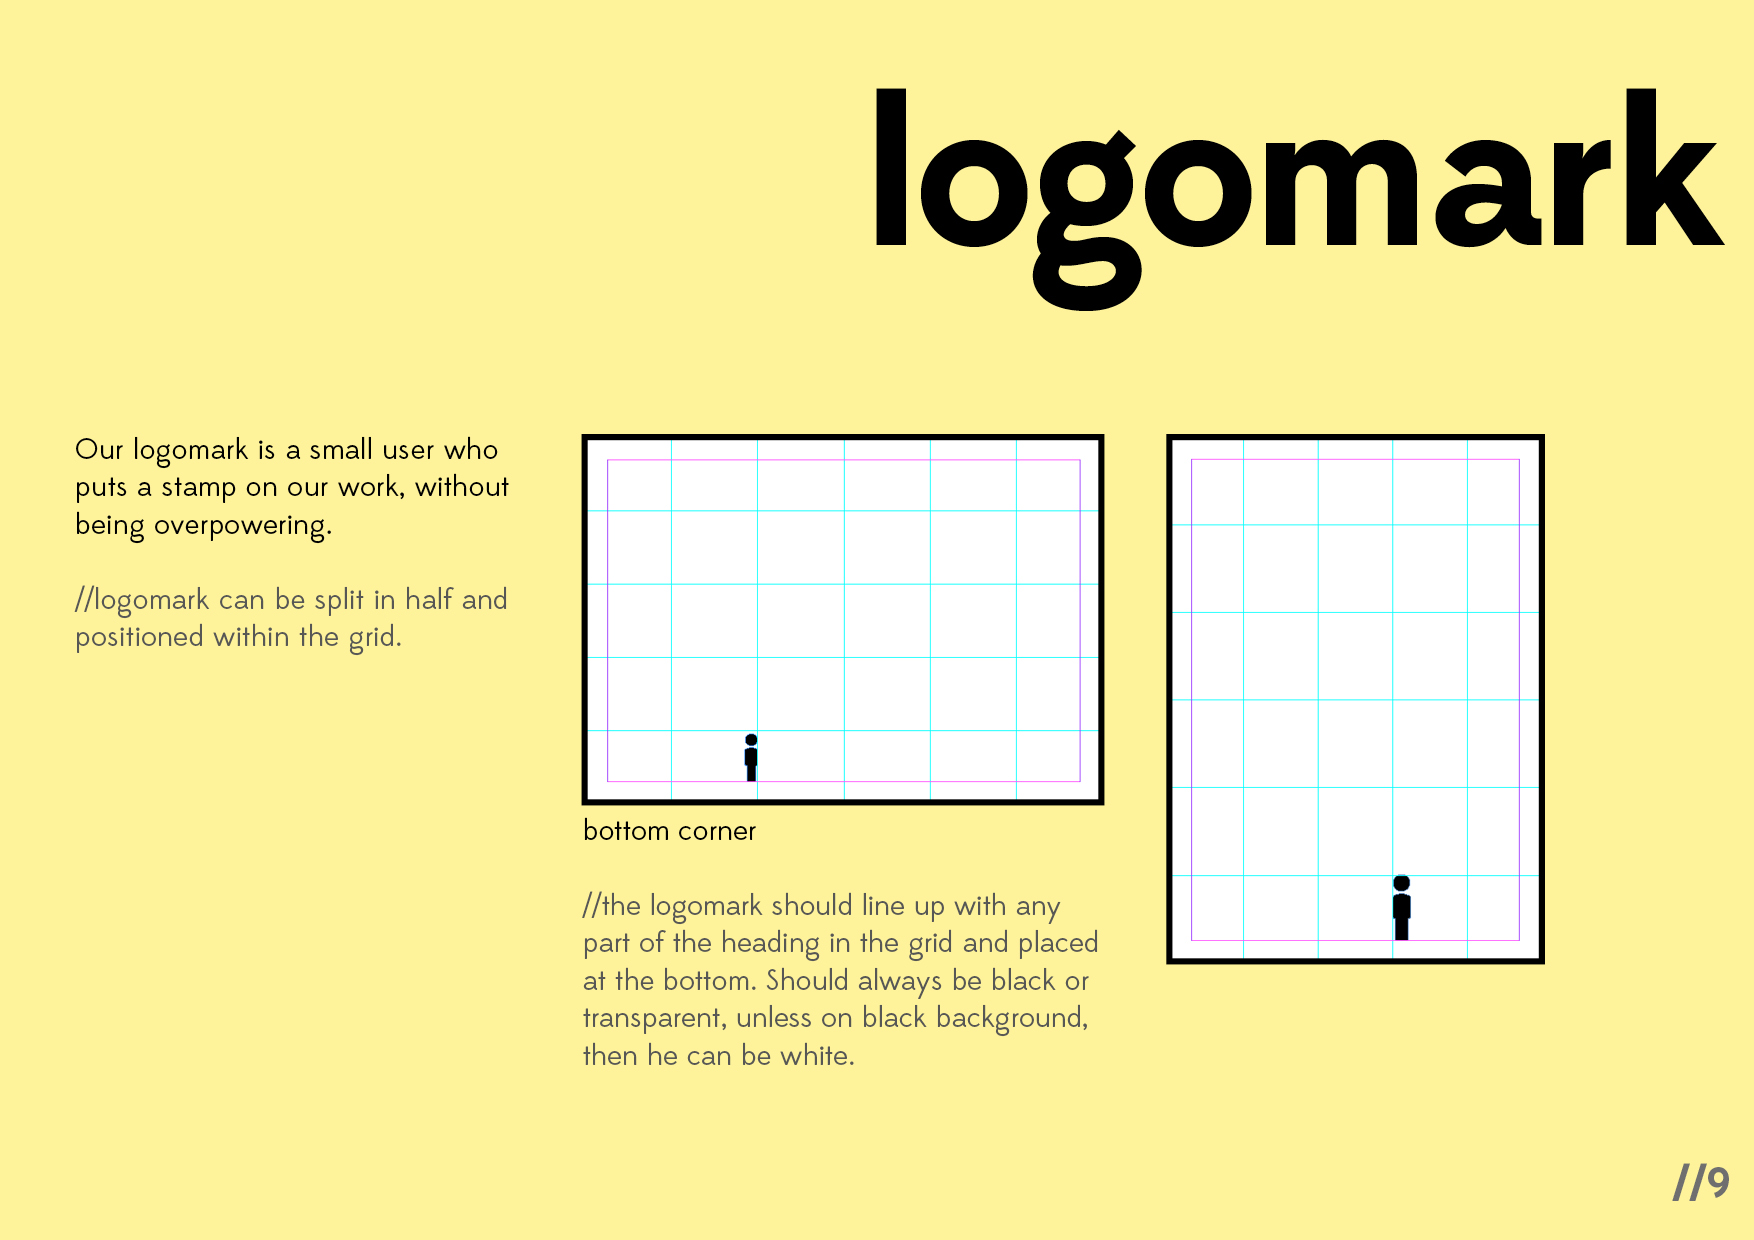 logomark
Our logomark is a small user who
puts a stamp on our work, without
being overpowering.
//logomark can be split in half and
positioned within the grid.
bottom corner
//the logomark should line up with any
part of the heading in the grid and placed
at the bottom. Should always be black or
transparent, unless on black background,
then he can be white.
//9